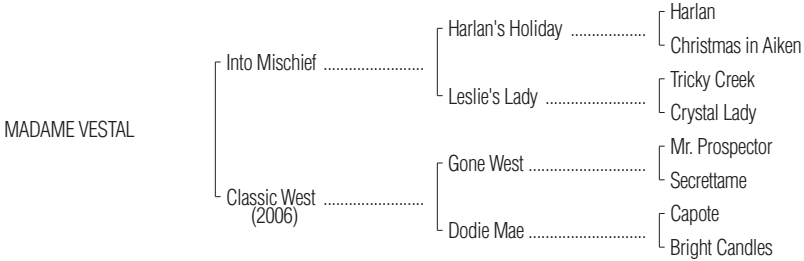 Harlan
Harlan's Holiday ...................
Christmas in Aiken
Into Mischief .........................
Tricky Creek
Leslie's Lady .........................
Crystal Lady
MADAME VESTAL
Mr. Prospector
Gone West .............................
Secrettame
Classic West .........................
(2006)
Capote
Dodie Mae .............................
Bright Candles